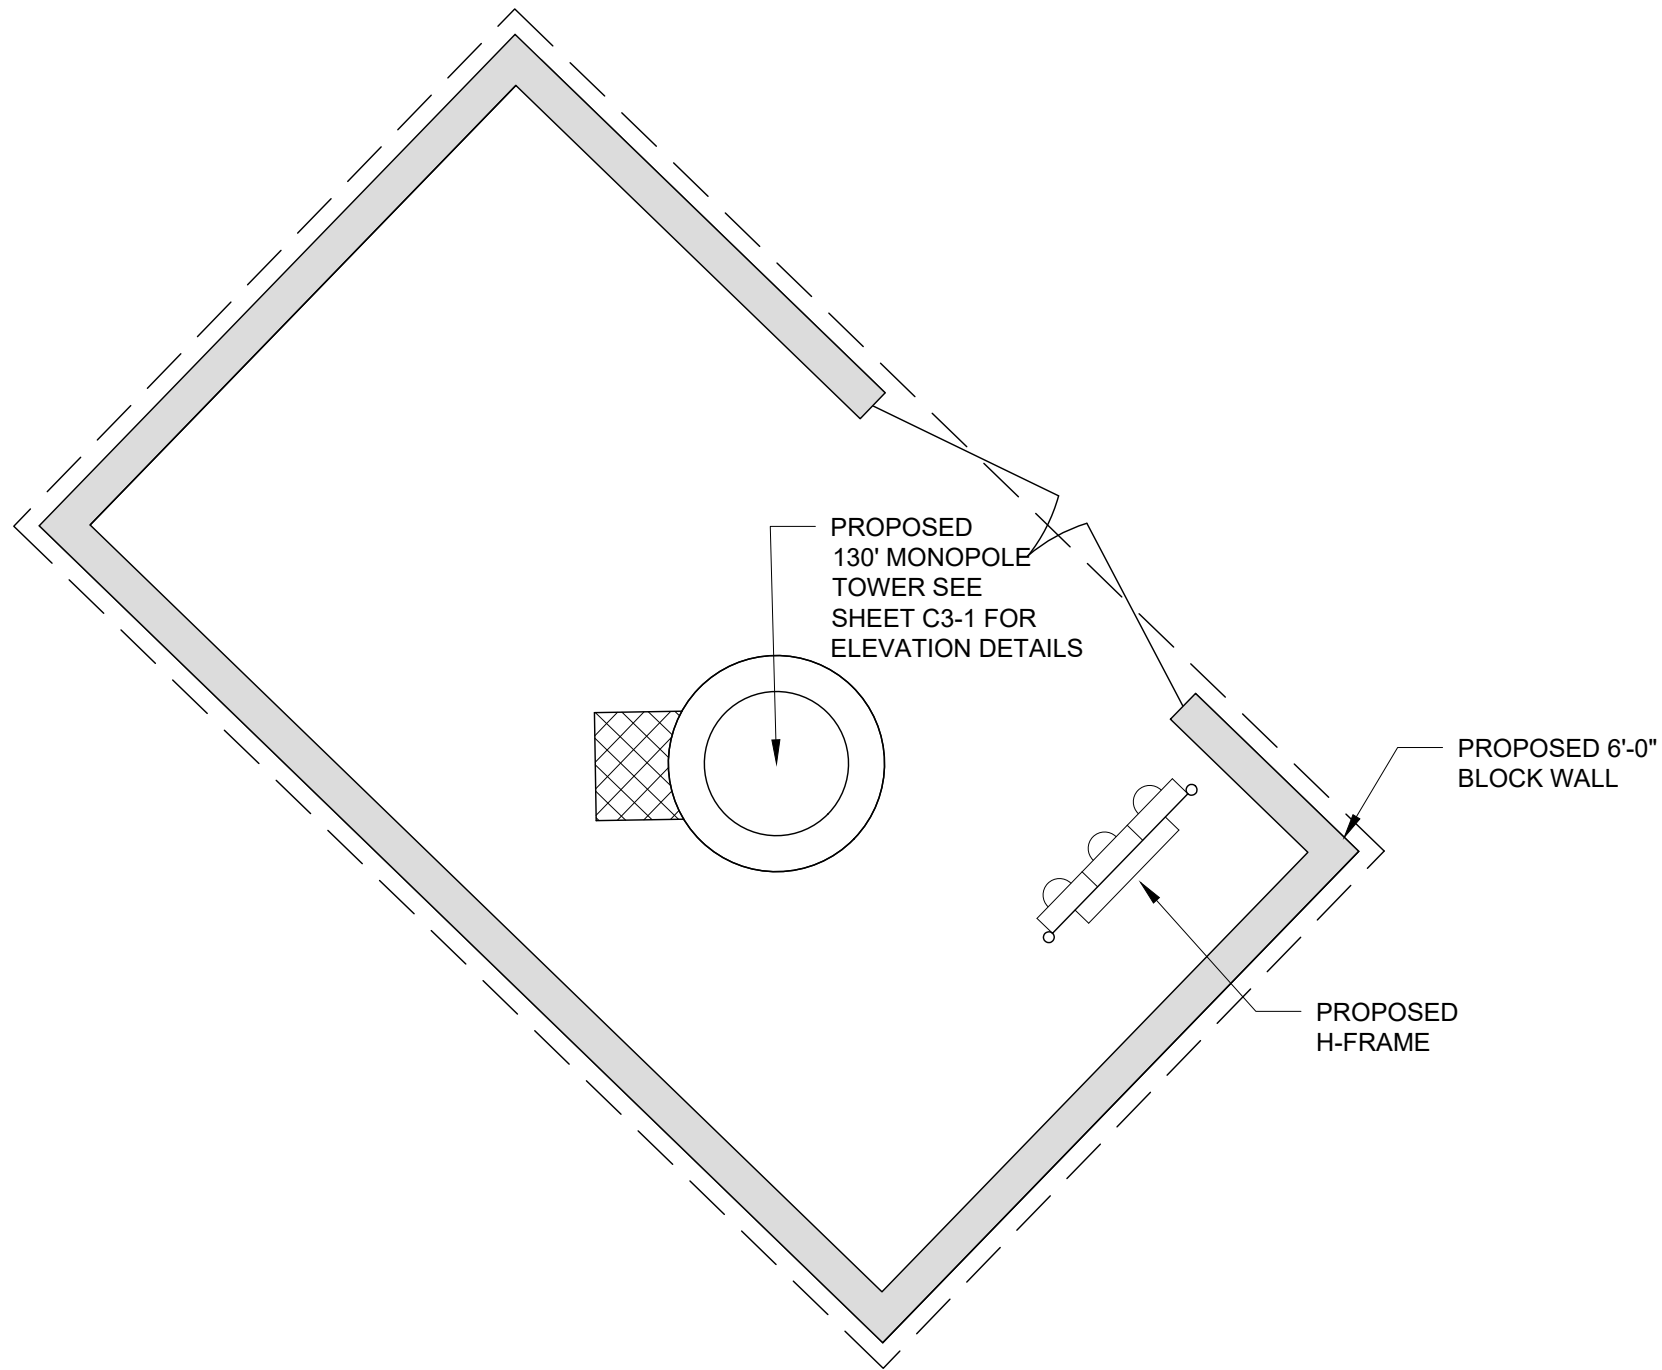 PROPOSED
130' MONOPOLE
TOWER SEE
SHEET C3-1 FOR
ELEVATION DETAILS
PROPOSED 6'-0"
BLOCK WALL
PROPOSED
H-FRAME